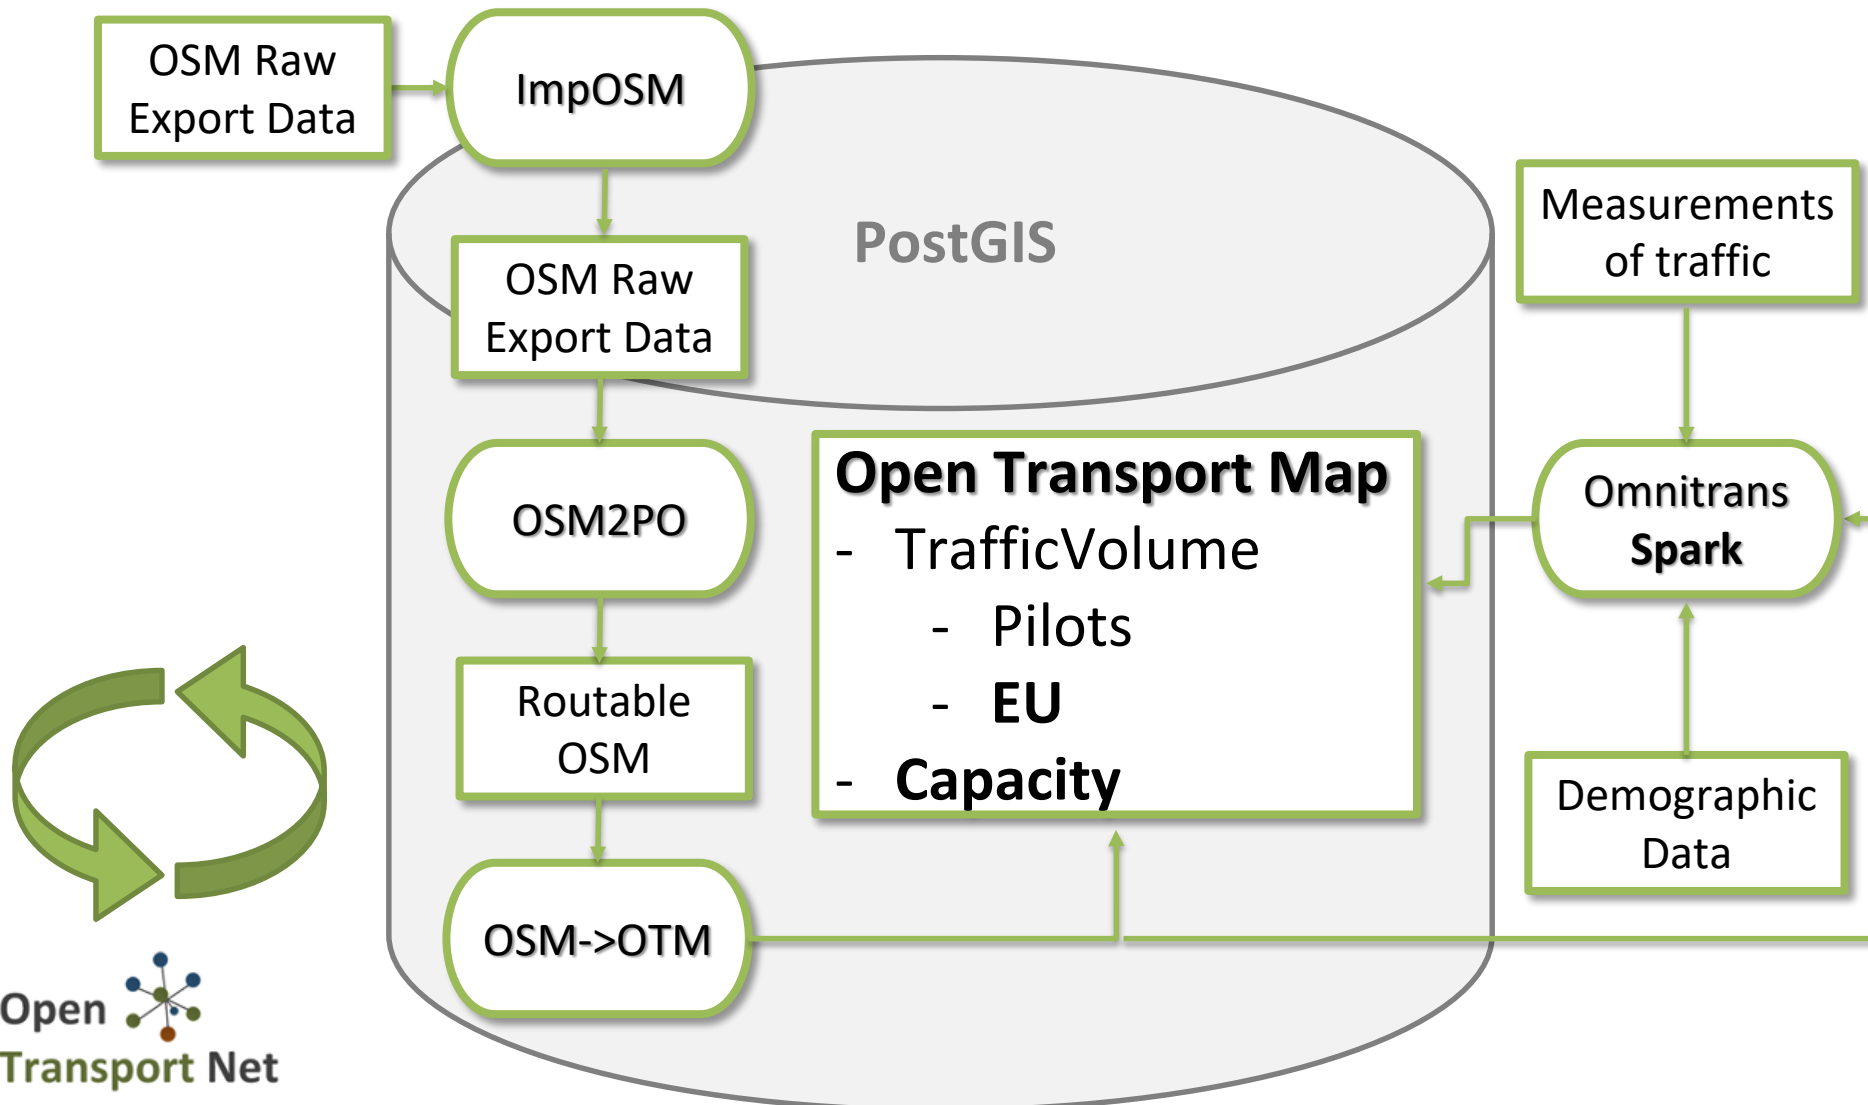 OSM Raw
Export Data
ImpOSM
PostGIS
OSM Raw
Export Data
Measurements
of traffic
OSM2PO
Open Transport Map
- TrafficVolume
- Pilots
- EU
- Capacity
Omnitrans
Spark
Routable
OSM
Demographic
Data
OSM->OTM
Open
Transport Net